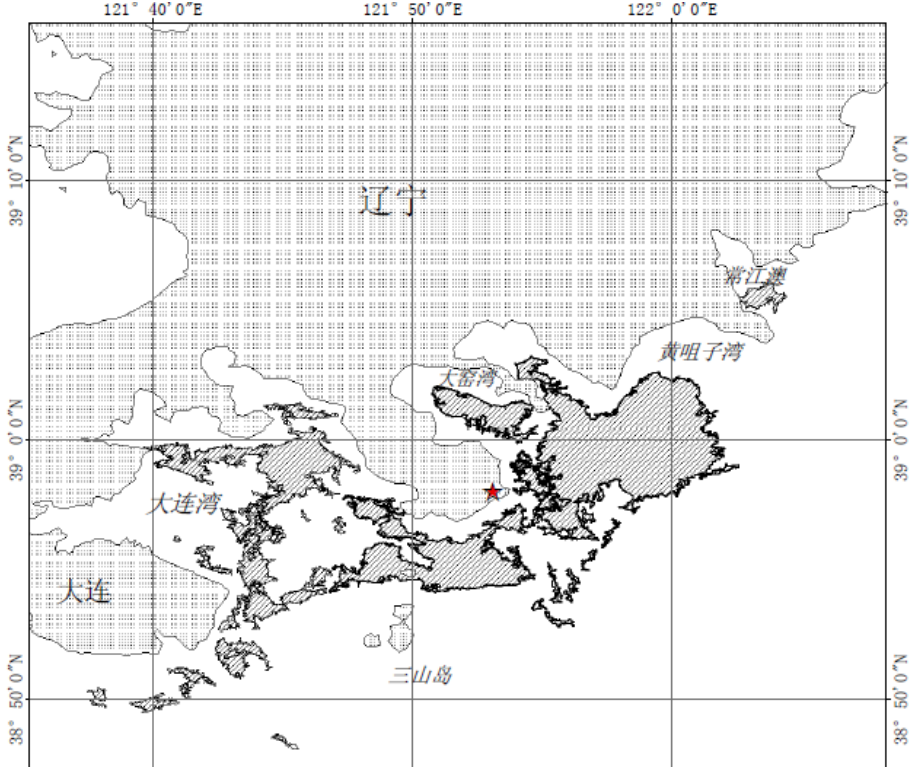 121° 40′ 0″E
121° 50′ 0″E
122° 0′ 0″E
39° 10′ 0″N
39° 10′ 0″N
辽宁
常江澳
黄咀子湾
大窑湾
39° 0′ 0″N
39° 0′ 0″N
大连湾
大连
三山岛
38° 50′ 0″N
38° 50′ 0″N